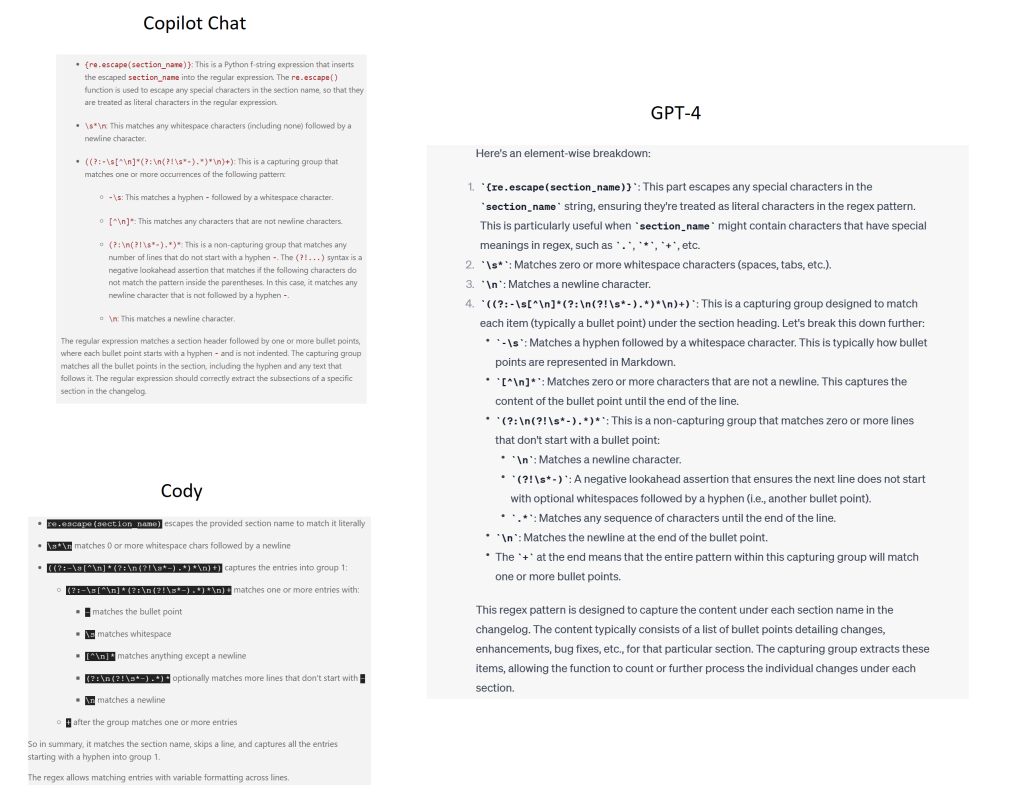 Copilot Chat
• {re.escape(section_name)}: This is a Python f-string expression that inserts
the escaped section_name into the regular expression. The re.escape()
function is used to escape any special characters in the section name, so that they
are treated as literal characters in the regular expression.
• \s*\n: This matches any whitespace characters (including none) followed by a
newline character.
• ((?:-\s[^\n]*(?:\n(?!\s*-).*)*\n)+): This is a capturing group that
matches one or more occurrences of the following pattern:
◦ -\s: This matches a hyphen - followed by a whitespace character.
◦ [^\n]*: This matches any characters that are not newline characters.
◦ (?:\n(?!\s*-).*)*: This is a non-capturing group that matches any
number of lines that do not start with a hyphen -. The (?!...) syntax is a
negative lookahead assertion that matches if the following characters do
not match the pattern inside the parentheses. In this case, it matches any
newline character that is not followed by a hyphen -.
◦ \n: This matches a newline character.
The regular expression matches a section header followed by one or more bullet points,
where each bullet point starts with a hyphen - and is not indented. The capturing group
matches all the bullet points in the section, including the hyphen and any text that
follows it. The regular expression should correctly extract the subsections of a specific
section in the changelog.
Cody
• re.escape(section_name) escapes the provided section name to match it literally
• \s*\n matches 0 or more whitespace chars followed by a newline
• ((?:-\s[^\n]*(?:\n(?!\s*-).*)*\n)+) captures the entries into group 1:
◦ (?:-\s[^\n]*(?:\n(?!\s*-).*)*\n)+ matches one or more entries with:
▪ - matches the bullet point
▪ \s matches whitespace
▪ [^\n]* matches anything except a newline
▪ (?:\n(?!\s*-).*)* optionally matches more lines that don't start with -
▪ \n matches a newline
◦ + after the group matches one or more entries
So in summary, it matches the section name, skips a line, and captures all the entries
starting with a hyphen into group 1.
The regex allows matching entries with variable formatting across lines.
GPT-4
Here's an element-wise breakdown:
1. `{re.escape(section_name)}`: This part escapes any special characters in the
`section_name` string, ensuring they're treated as literal characters in the regex pattern.
This is particularly useful when `section_name` might contain characters that have special
meanings in regex, such as `.`, `*`, `+`, etc.
2. `\s*`: Matches zero or more whitespace characters (spaces, tabs, etc.).
3. `\n`: Matches a newline character.
4. `((?:-\s[^\n]*(?:\n(?!\s*-).*)*\n)+)`: This is a capturing group designed to match
each item (typically a bullet point) under the section heading. Let's break this down further:
• `-\s`: Matches a hyphen followed by a whitespace character. This is typically how bullet
points are represented in Markdown.
• `[^\n]*`: Matches zero or more characters that are not a newline. This captures the
content of the bullet point until the end of the line.
• `(?:\n(?!\s*-).*)*`: This is a non-capturing group that matches zero or more lines
that don't start with a bullet point:
• `\n`: Matches a newline character.
• `(?!\s*-)`: A negative lookahead assertion that ensures the next line does not start
with optional whitespaces followed by a hyphen (i.e., another bullet point).
• `.*`: Matches any sequence of characters until the end of the line.
• `\n`: Matches the newline at the end of the bullet point.
• The `+` at the end means that the entire pattern within this capturing group will match
one or more bullet points.
This regex pattern is designed to capture the content under each section name in the
changelog. The content typically consists of a list of bullet points detailing changes,
enhancements, bug fixes, etc., for that particular section. The capturing group extracts these
items, allowing the function to count or further process the individual changes under each
section.